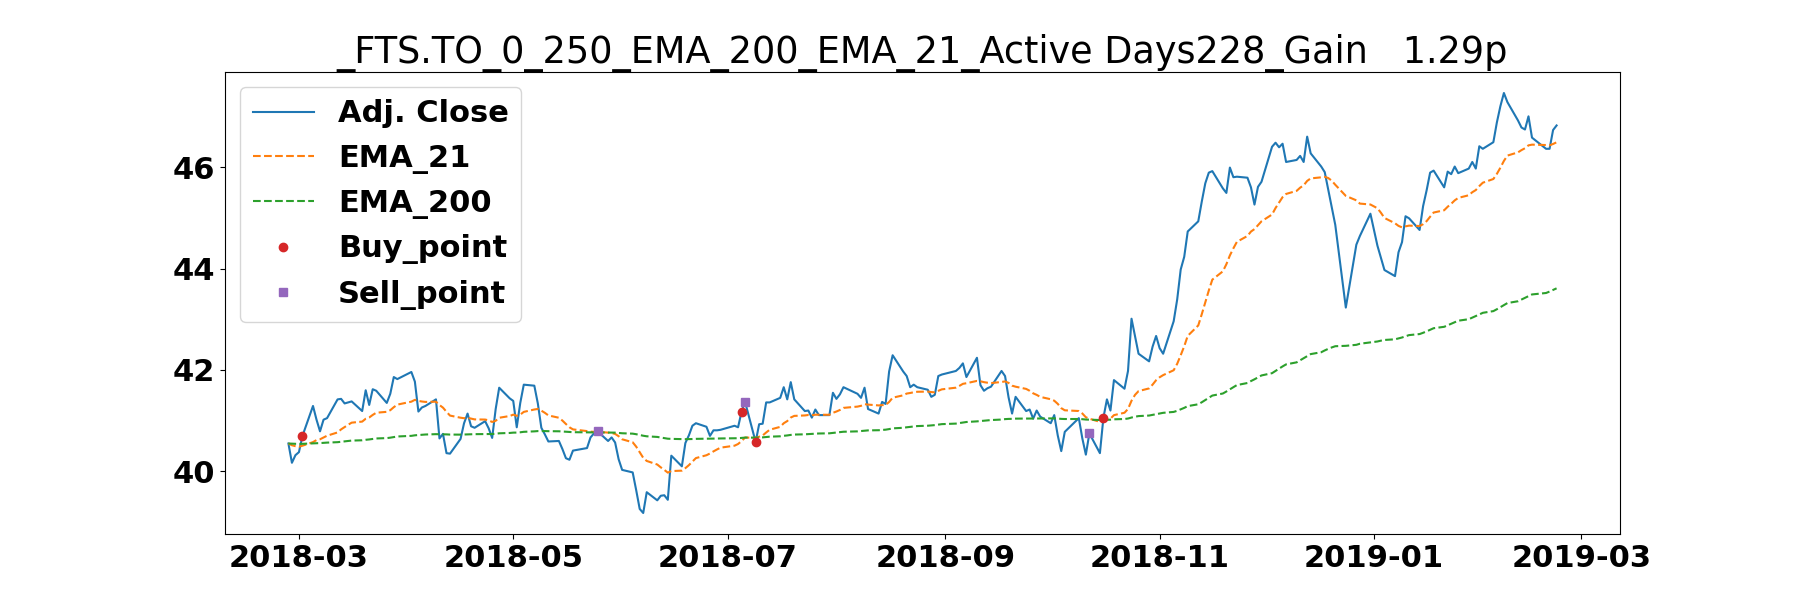 _FTS.TO_0_250_EMA_200_EMA_21_Active Days228_Gain   1.29p
Adj. Close
EMA_21
EMA_200
Buy_point
Sell_point
46
44
42
40
2018-03 2018-05 2018-07 2018-09 2018-11 2019-01 2019-03